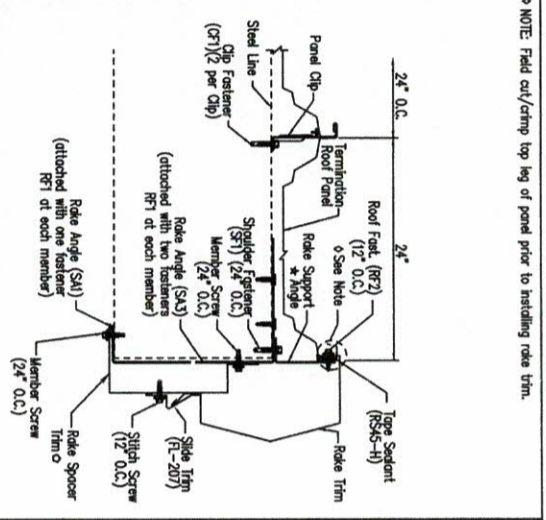 ◊ NOTE: Field cut/crimp top leg of panel prior to installing rake trim.
24" O.C.
24"
Panel Clip
Steel Line
Clip Fastener
(CF1)(2 per Clip)
Termination
Roof Panel
Roof Fast. (RF2)
(12" O.C.)
◊ See Note
Rake Support
★ Angle
Tape Sealant
(RS45-H)
Rake Trim
Shoulder Fastener
(SF1) (24" O.C.)
Member Screw
(24" O.C.)
Rake Angle (SA3)
(attached with two fasteners
RF1 at each member)
Rake Angle (SA1)
(attached with one fastener
RF1 at each member)
Slide Trim
(FL-207)
Stitch Screw
(12" O.C.)
Rake Spacer
Trim ✩
Member Screw
(24" O.C.)